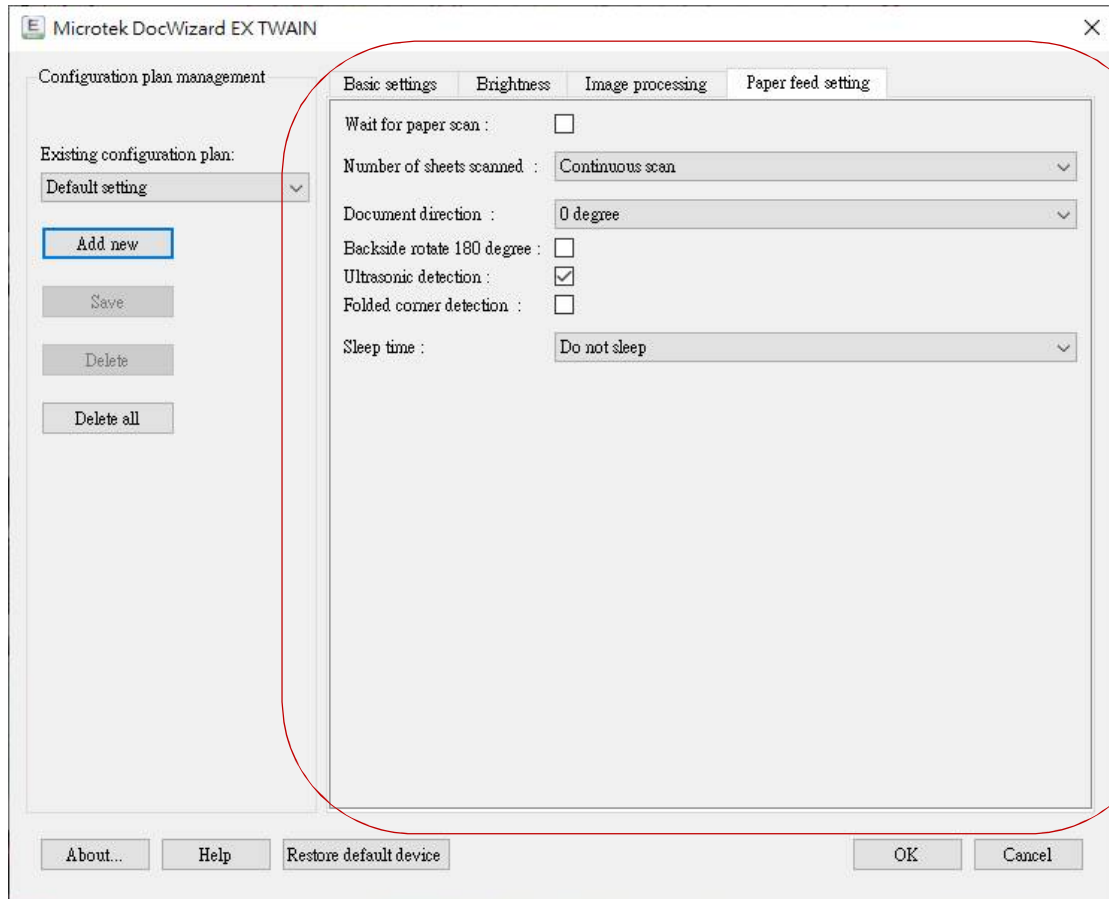 E Microtek DocWizard EX TWAIN
Configuration plan management
Existing configuration plan:
Default setting
Add new
Save
Delete
Delete all
Basic settings Brightness Image processing Paper feed setting
Wait for paper scan :
Number of sheets scanned : Continuous scan
Document direction : 0 degree
Backside rotate 180 degree :
Ultrasonic detection :
Folded corner detection :
Sleep time : Do not sleep
About... Help Restore default device OK Cancel